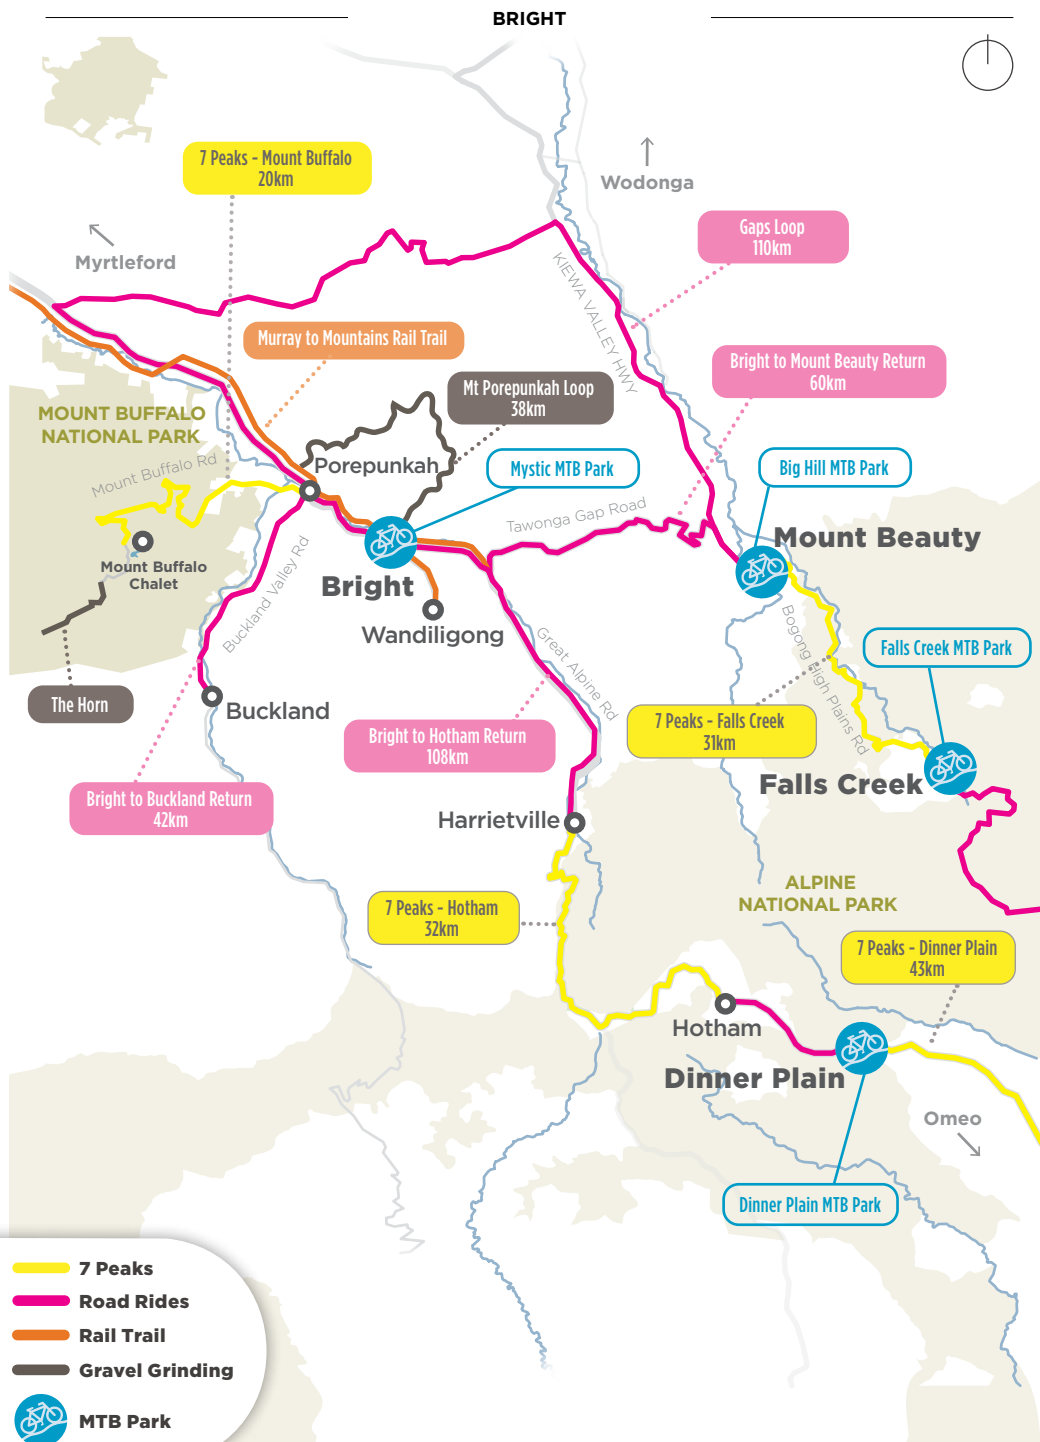 BRIGHT
7 Peaks - Mount Buffalo
20km
Wodonga
Myrtleford
Gaps Loop
110km
KIEWA VALLEY HWY
Murray to Mountains Rail Trail
Bright to Mount Beauty Return
60km
Mt Porepunkah Loop
38km
MOUNT BUFFALO
NATIONAL PARK
Mount Buffalo Rd
Porepunkah
Mystic MTB Park
Big Hill MTB Park
Tawonga Gap Road
Mount Beauty
Mount Buffalo
Chalet
Buckland Valley Rd
Bright
Wandiligong
Great Alpine Rd
Bogong High Plains Rd
Falls Creek MTB Park
The Horn
Buckland
7 Peaks - Falls Creek
31km
Bright to Hotham Return
108km
Falls Creek
Bright to Buckland Return
42km
Harrietville
ALPINE
NATIONAL PARK
7 Peaks - Hotham
32km
7 Peaks - Dinner Plain
43km
Hotham
Dinner Plain
Omeo
Dinner Plain MTB Park
7 Peaks
Road Rides
Rail Trail
Gravel Grinding
MTB Park